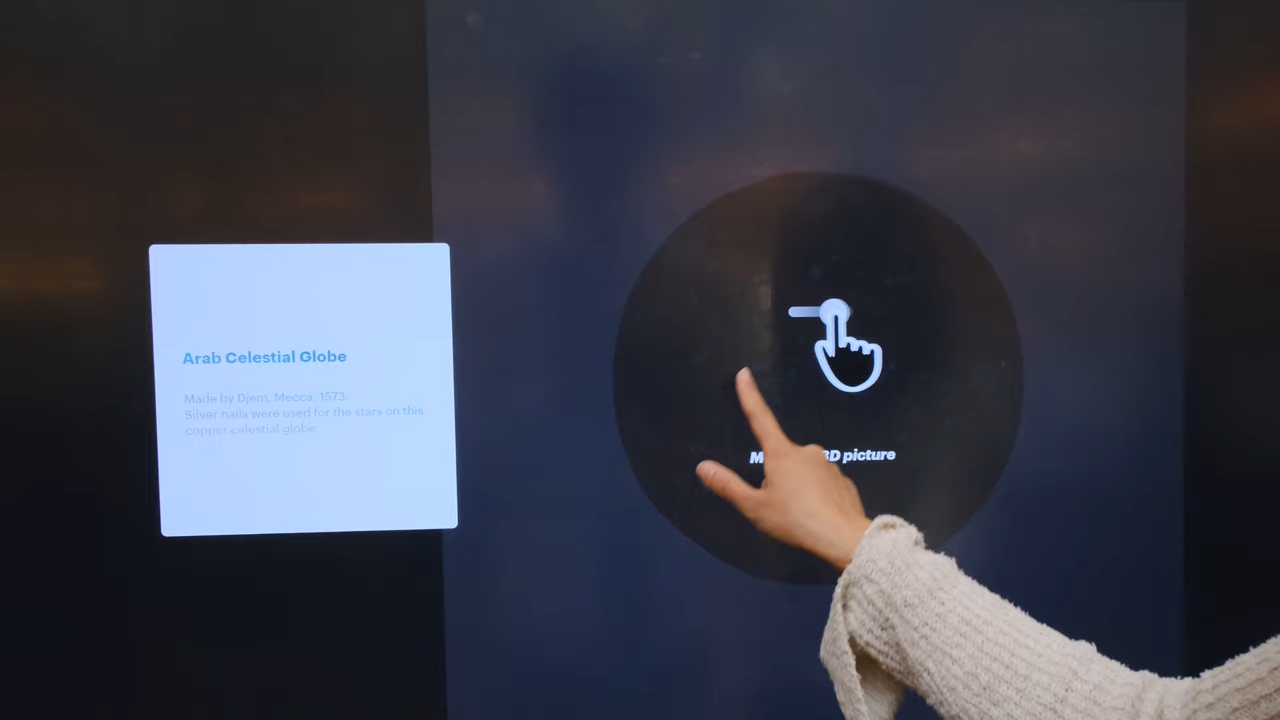 Arab Celestial Globe
Made by Djem, Mecca, 1573.
Silver nails were used for the stars on this
copper celestial globe.
3D picture